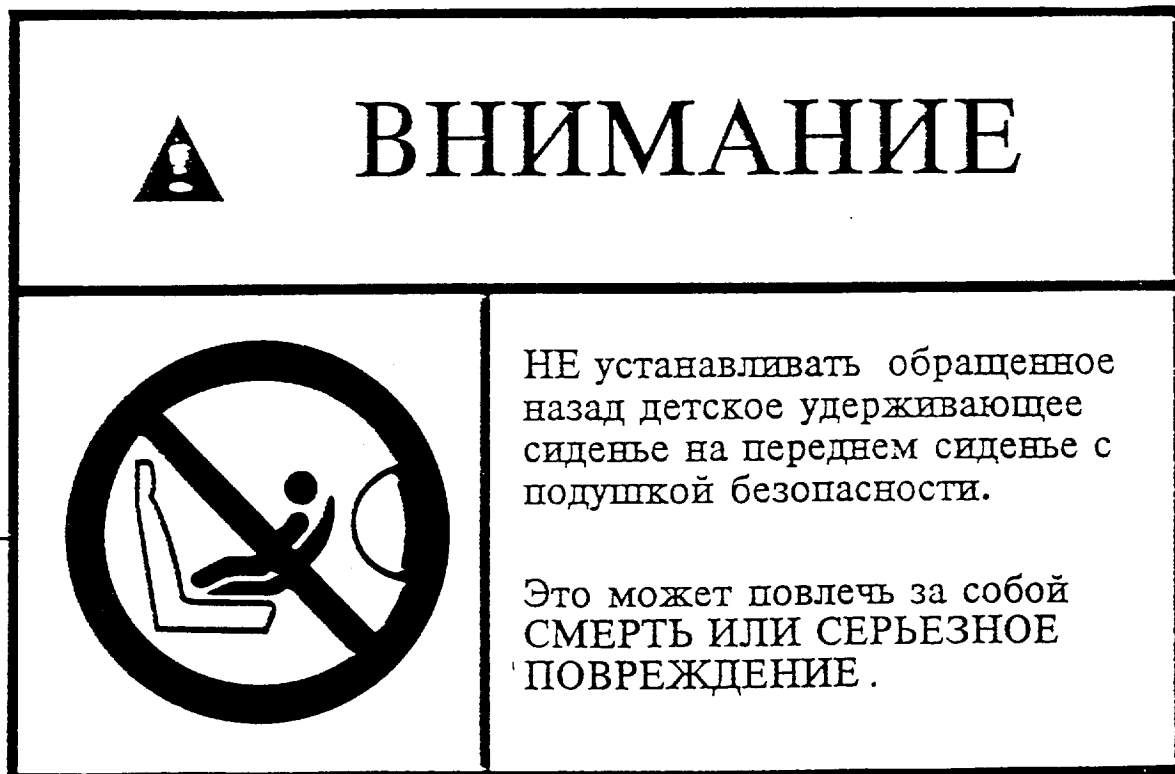 ВНИМАНИЕ
НЕ устанавливать обращенное
назад детское удерживающее
сиденье на переднем сиденье с
подушкой безопасности.
Это может повлечь за собой
СМЕРТЬ ИЛИ СЕРЬЕЗНОЕ
ПОВРЕЖДЕНИЕ.